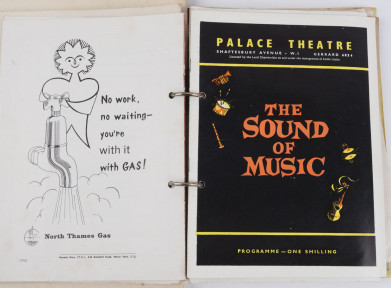 No work,
no waiting—
you're
with it
with GAS!
North Thames Gas
PALACE THEATRE
SHAFTESBURY AVENUE - W.1 GERRARD 6834
THE
SOUND
OF
MUSIC
PROGRAMME—ONE SHILLING